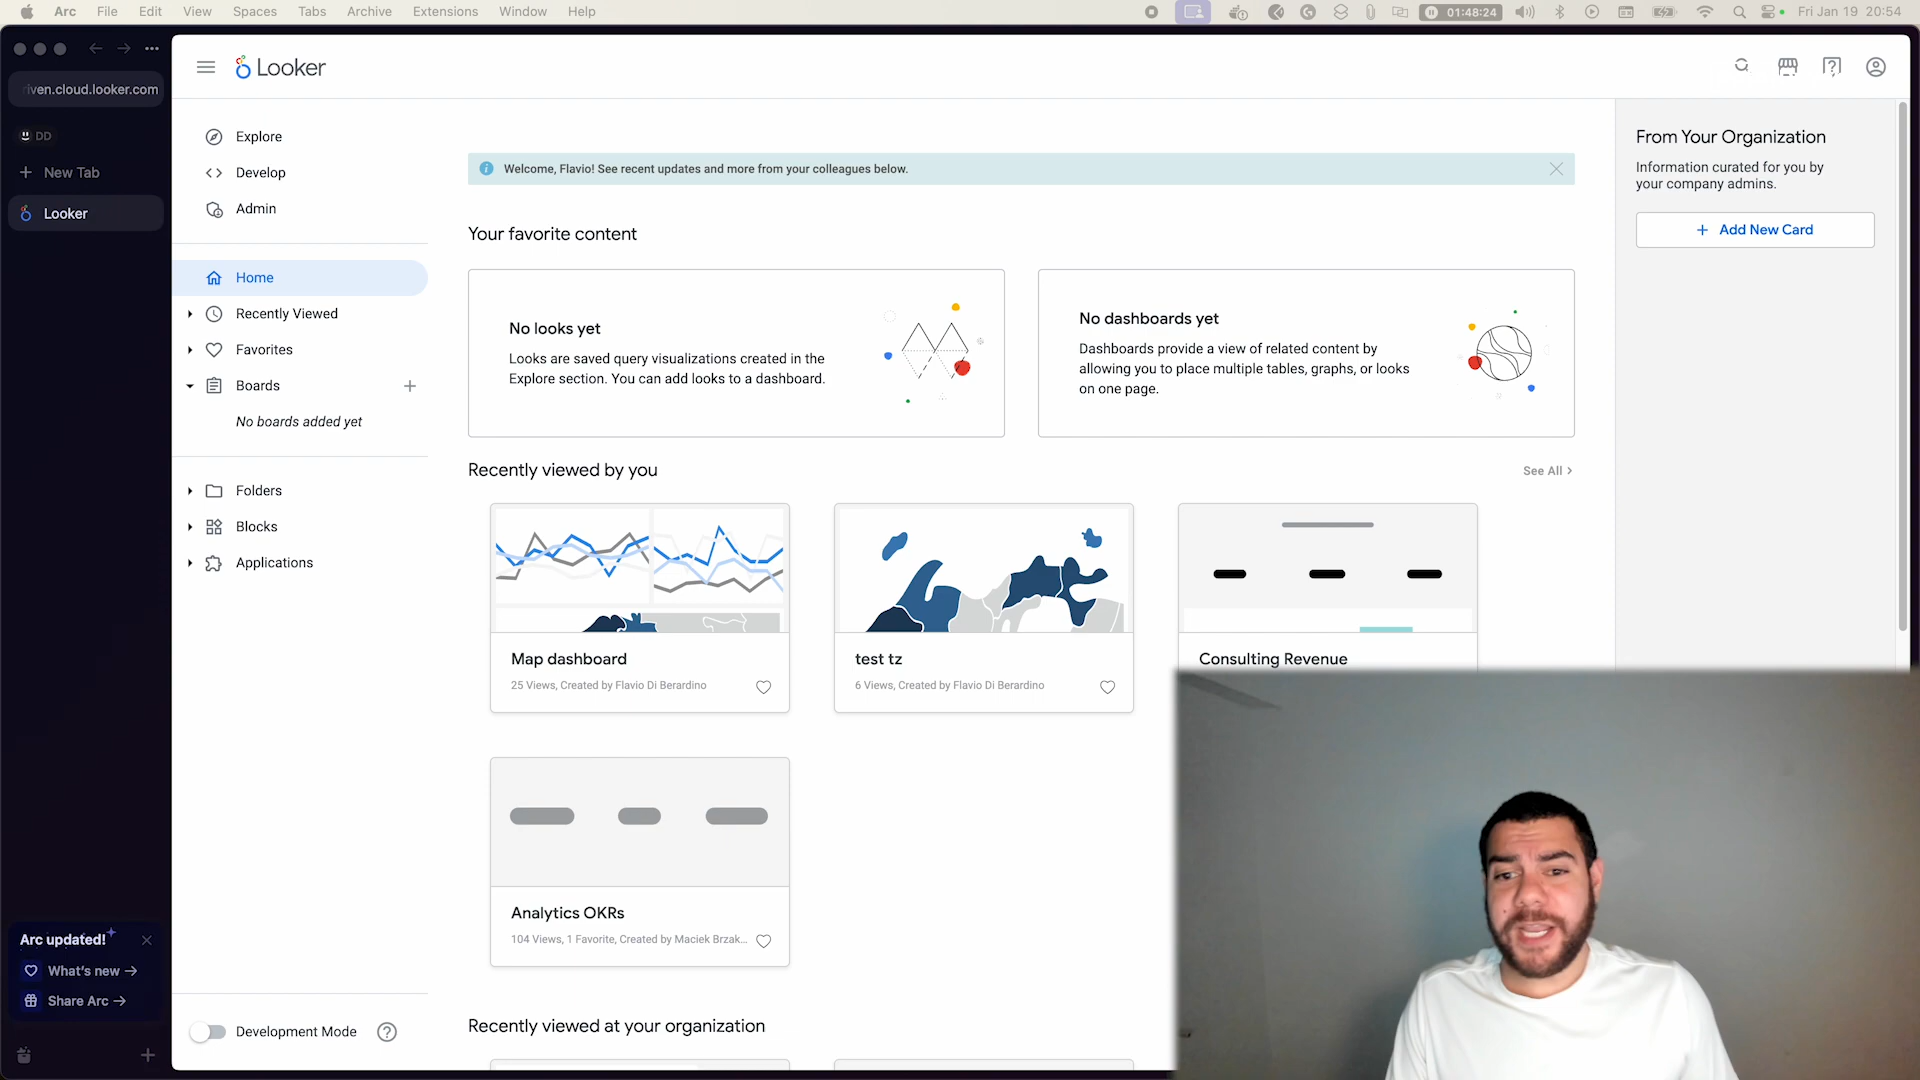 Arc File Edit View Spaces Tabs Archive Extensions Window Help
01:48:24
Fri Jan 19 20:54
iven.cloud.looker.com
DD
New Tab
Looker
Looker
Explore
Develop
Admin
Home
Recently Viewed
Favorites
Boards
No boards added yet
Folders
Blocks
Applications
Welcome, Flavio! See recent updates and more from your colleagues below.
Your favorite content
No looks yet
Looks are saved query visualizations created in the
Explore section. You can add looks to a dashboard.
No dashboards yet
Dashboards provide a view of related content by
allowing you to place multiple tables, graphs, or looks
on one page.
Recently viewed by you
See All
Map dashboard
25 Views, Created by Flavio Di Berardino
test tz
6 Views, Created by Flavio Di Berardino
Consulting Revenue
Analytics OKRs
104 Views, 1 Favorite, Created by Maciek Brzak...
Recently viewed at your organization
From Your Organization
Information curated for you by
your company admins.
Add New Card
Arc updated!
What's new →
Share Arc →
Development Mode